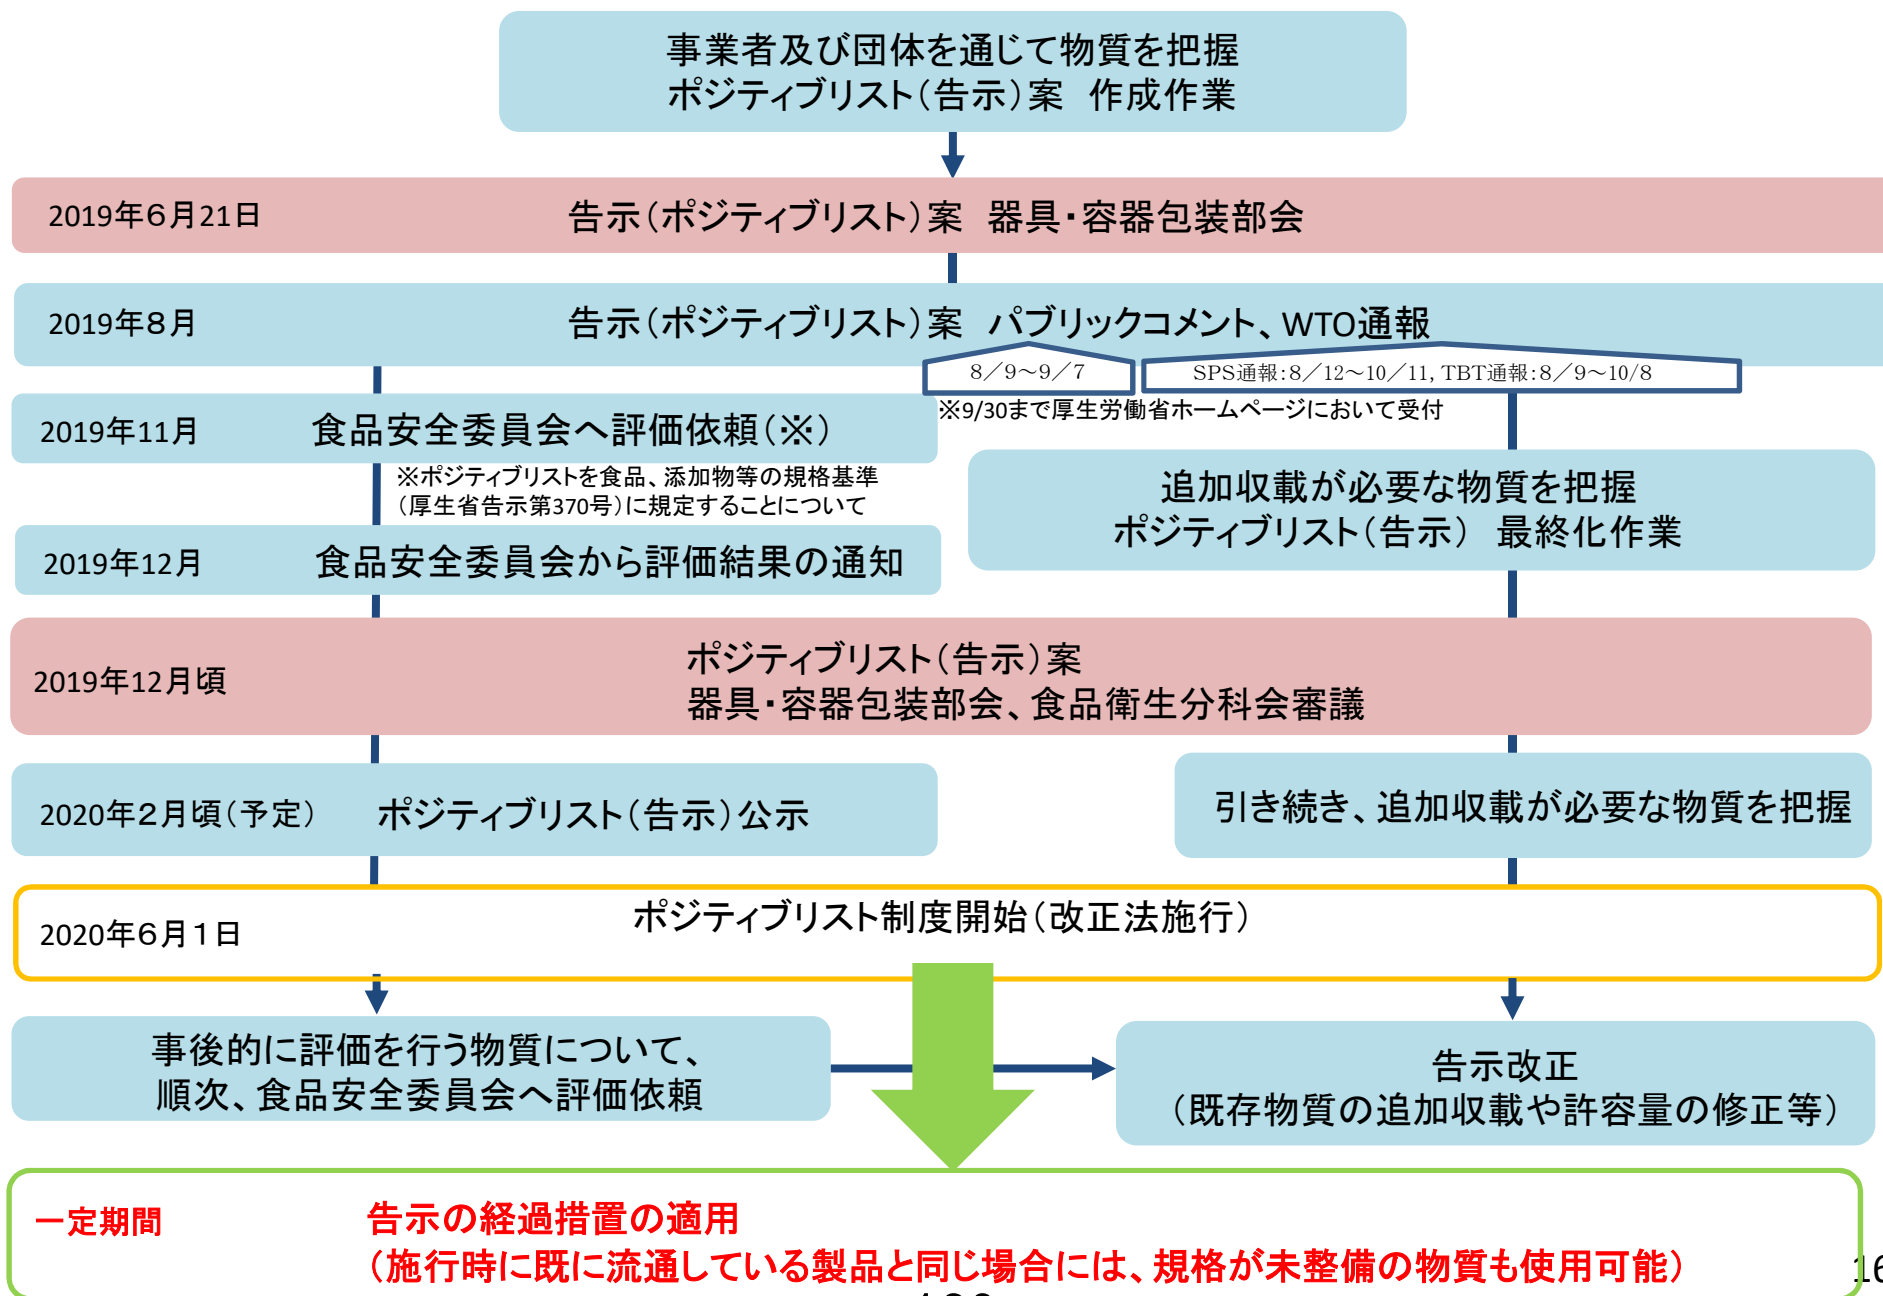 事業者及び団体を通じて物質を把握
ポジティブリスト（告示）案　作成作業
2019年６月21日　告示（ポジティブリスト）案　器具・容器包装部会
2019年８月　告示（ポジティブリスト）案　パブリックコメント、WTO通報
８／９～９／７
SPS通報：８／12～10／11，TBT通報：８／９～10/８
※9/30まで厚生労働省ホームページにおいて受付
2019年11月　食品安全委員会へ評価依頼（※）
※ポジティブリストを食品、添加物等の規格基準
（厚生省告示第370号）に規定することについて
追加収載が必要な物質を把握
ポジティブリスト（告示）　最終化作業
2019年12月　食品安全委員会から評価結果の通知
2019年12月頃
ポジティブリスト（告示）案
器具・容器包装部会、食品衛生分科会審議
2020年２月頃（予定）　ポジティブリスト（告示）公示
引き続き、追加収載が必要な物質を把握
2020年６月１日　ポジティブリスト制度開始（改正法施行）
事後的に評価を行う物質について、
順次、食品安全委員会へ評価依頼
告示改正
（既存物質の追加収載や許容量の修正等）
一定期間　告示の経過措置の適用
（施行時に既に流通している製品と同じ場合には、規格が未整備の物質も使用可能）